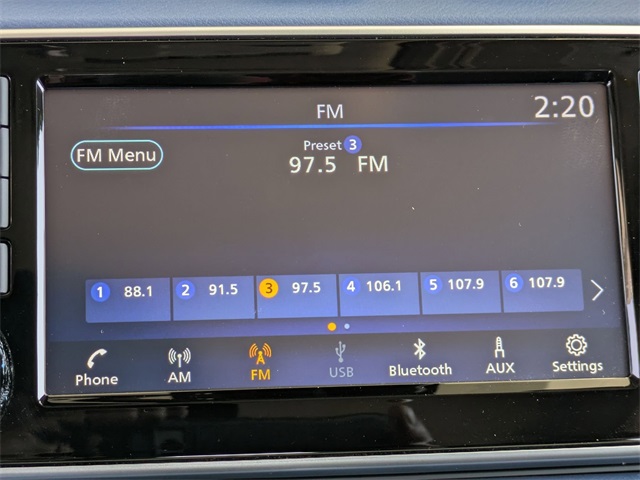 FM
2:20
FM Menu
Preset 3
97.5 FM
1 88.1
2 91.5
3 97.5
4 106.1
5 107.9
6 107.9
Phone
AM
FM
USB
Bluetooth
AUX
Settings